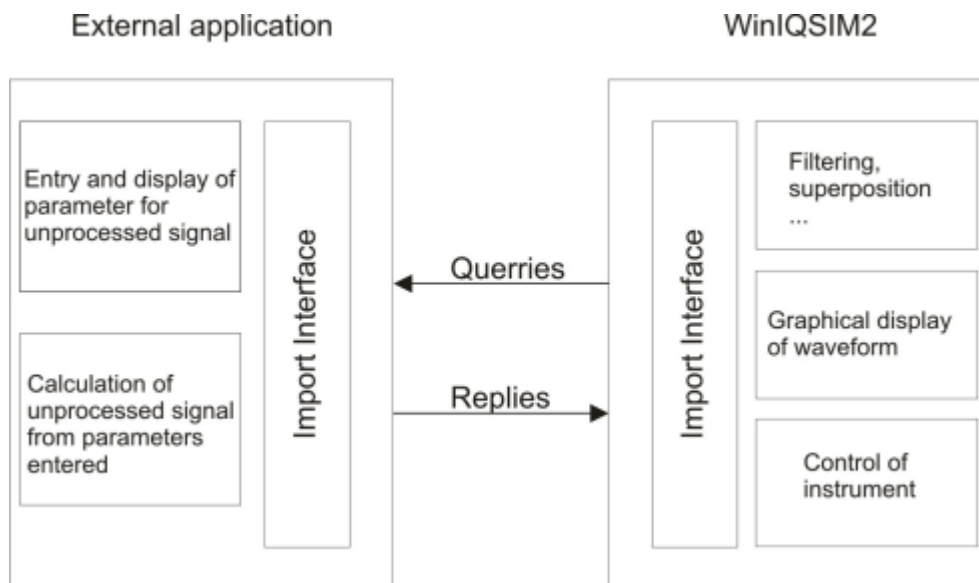 External application
WinIQSIM2
Entry and display of
parameter for
unprocessed signal
Calculation of
unprocessed signal
from parameters
entered
Import Interface
Querries
Replies
Import Interface
Filtering,
superposition
...
Graphical display
of waveform
Control of
instrument